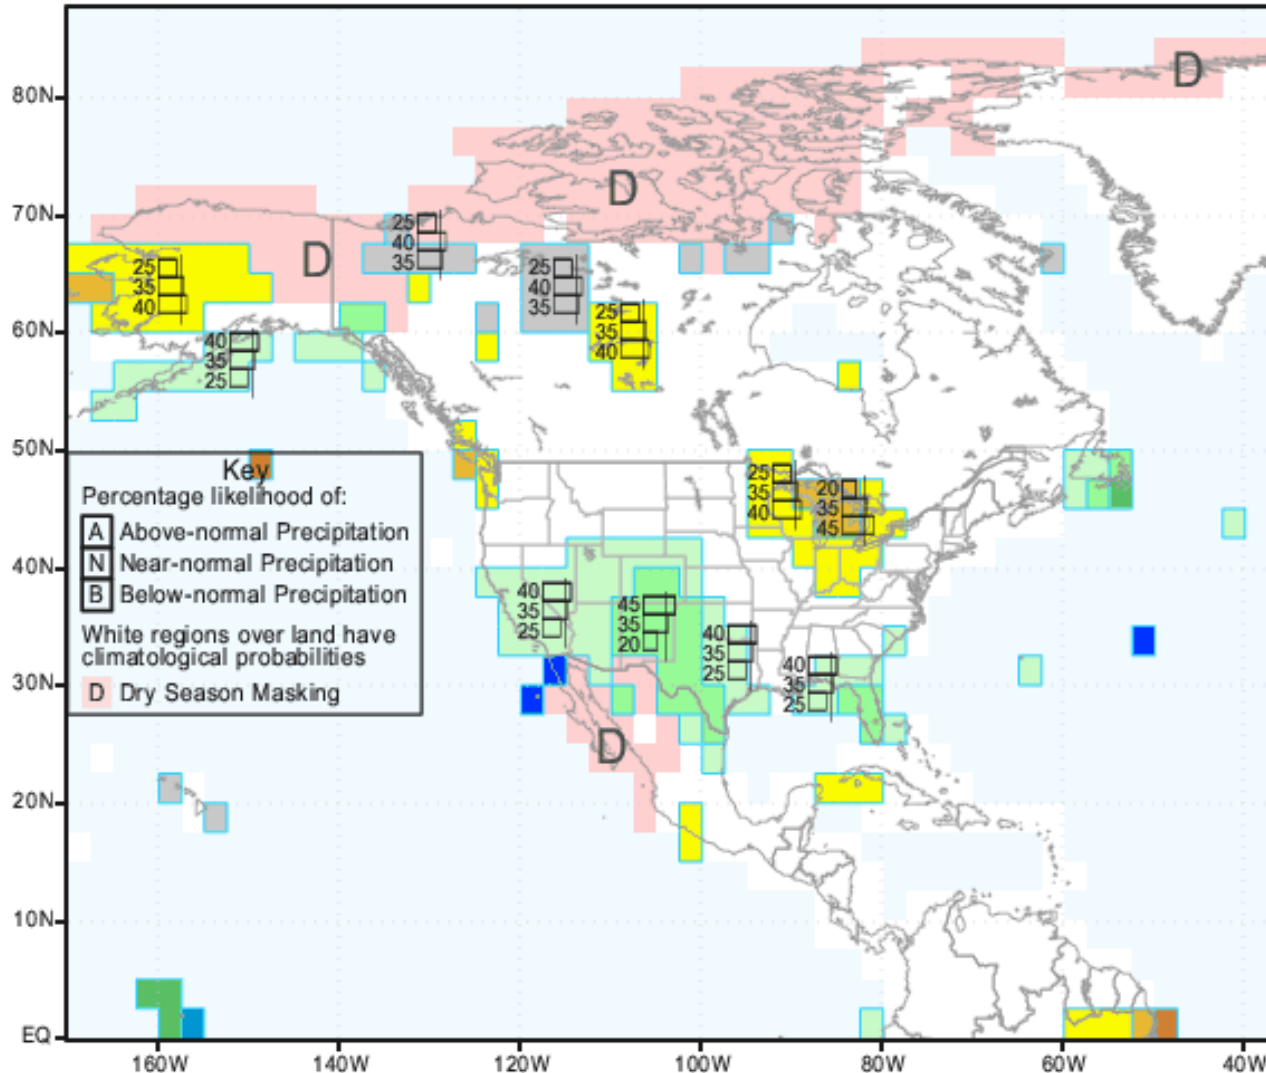 80N
D
D
70N
25
40
35
D
25
35
40
25
40
35
25
35
40
60N
40
35
25
50N
Key
Percentage likelihood of:
A Above-normal Precipitation
N Near-normal Precipitation
B Below-normal Precipitation
White regions over land have
climatological probabilities
D Dry Season Masking
25
35
40
20
35
45
40N
40
35
25
45
35
20
40
35
25
40
35
25
30N
D
20N
10N
EQ
160W 140W 120W 100W 80W 60W 40W